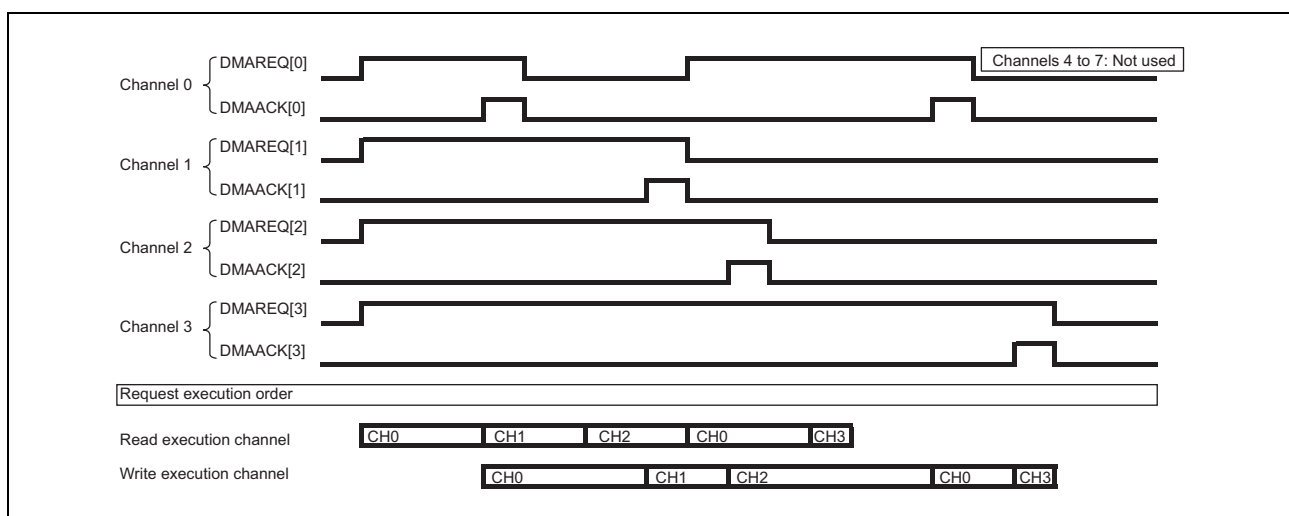 DMAREQ[0]
Channels 4 to 7: Not used
Channel 0
DMAACK[0]
DMAREQ[1]
Channel 1
DMAACK[1]
DMAREQ[2]
Channel 2
DMAACK[2]
DMAREQ[3]
Channel 3
DMAACK[3]
Request execution order
Read execution channel CH0 CH1 CH2 CH0 CH3
Write execution channel CH0 CH1 CH2 CH0 CH3